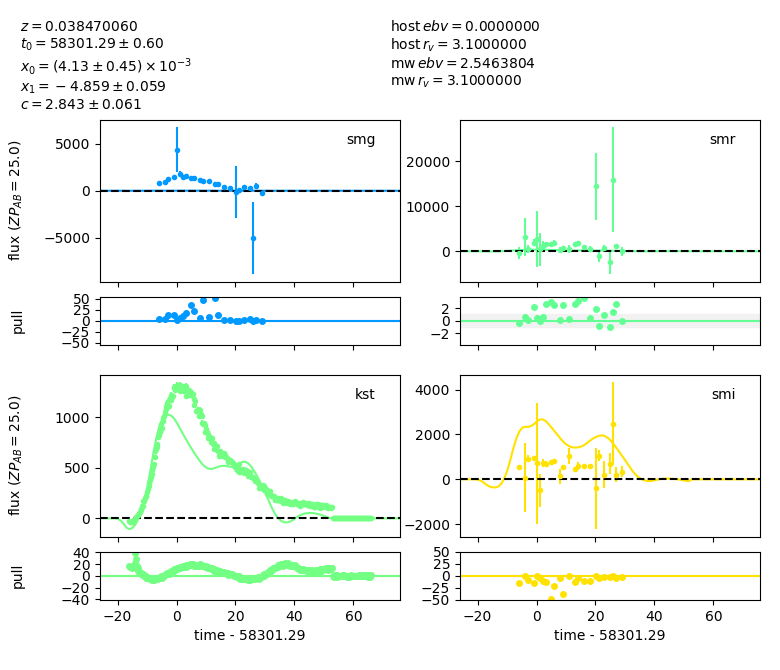 z = 0.038470060
t₀ = 58301.29 ± 0.60
x₀ = (4.13 ± 0.45) × 10⁻³
x₁ = −4.859 ± 0.059
c = 2.843 ± 0.061
host ebv = 0.0000000
host r_v = 3.1000000
mw ebv = 2.5463804
mw r_v = 3.1000000
flux (ZP_AB = 25.0)
5000
0
−5000
smg
20000
10000
0
smr
pull
50
25
0
−25
−50
2
0
−2
flux (ZP_AB = 25.0)
1000
500
0
kst
4000
2000
0
−2000
smi
pull
40
20
0
−20
−40
50
25
0
−25
−50
−20 0 20 40 60
time - 58301.29
−20 0 20 40 60
time - 58301.29